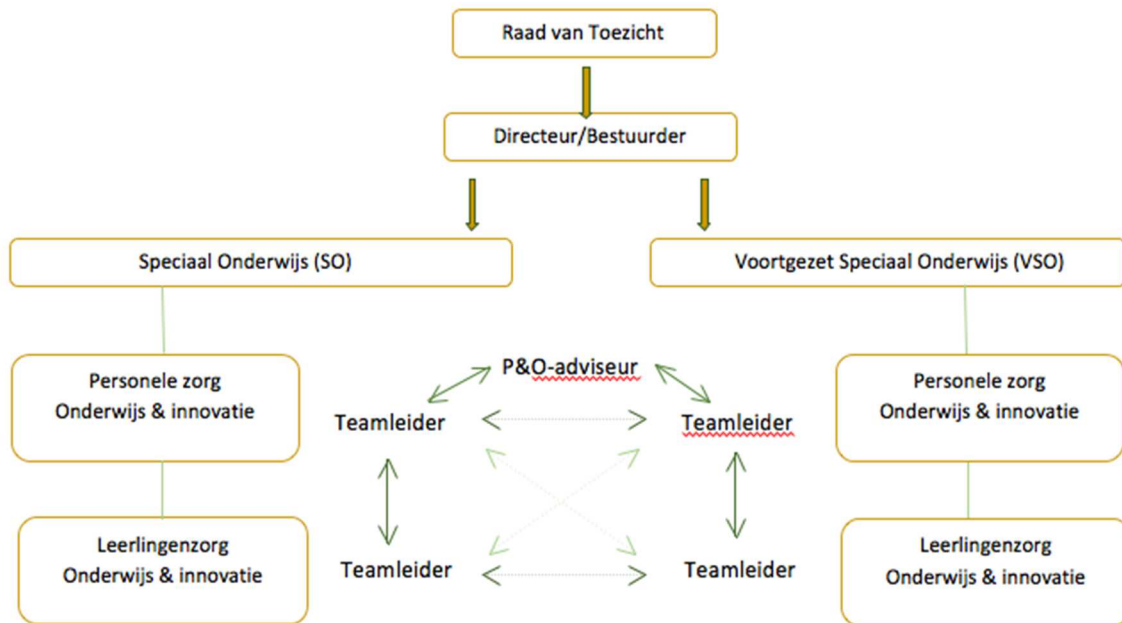 Raad van Toezicht
Directeur/Bestuurder
Speciaal Onderwijs (SO)
Voortgezet Speciaal Onderwijs (VSO)
Personele zorg
Onderwijs & innovatie
P&O-adviseur
Teamleider
Teamleider
Personele zorg
Onderwijs & innovatie
Leerlingenzorg
Onderwijs & innovatie
Teamleider
Teamleider
Leerlingenzorg
Onderwijs & innovatie